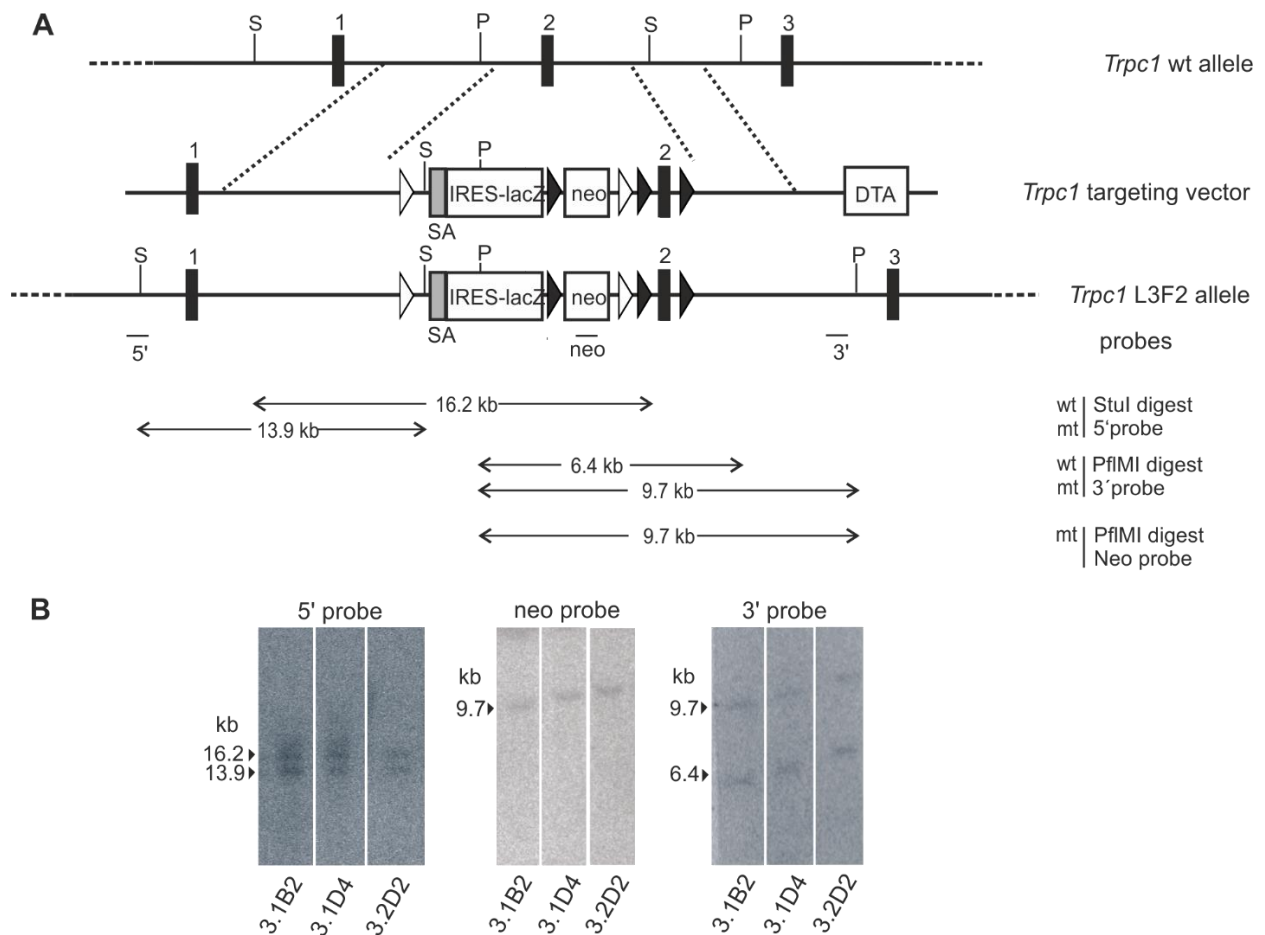 A
S 1 P 2 S P 3
Trpc1 wt allele
1 S P 2
IRES-lacZ neo DTA
Trpc1 targeting vector
SA
S 1 S P 2 P 3
IRES-lacZ neo
Trpc1 L3F2 allele
SA
5' neo 3'
probes
16.2 kb
wt StuI digest
13.9 kb
mt 5'probe
6.4 kb
wt PflMI digest
9.7 kb
mt 3´probe
9.7 kb
mt PflMI digest
Neo probe
B
5' probe
kb
16.2
13.9
3.1B2 3.1D4 3.2D2
neo probe
kb
9.7
3.1B2 3.1D4 3.2D2
3' probe
kb
9.7
6.4
3.1B2 3.1D4 3.2D2